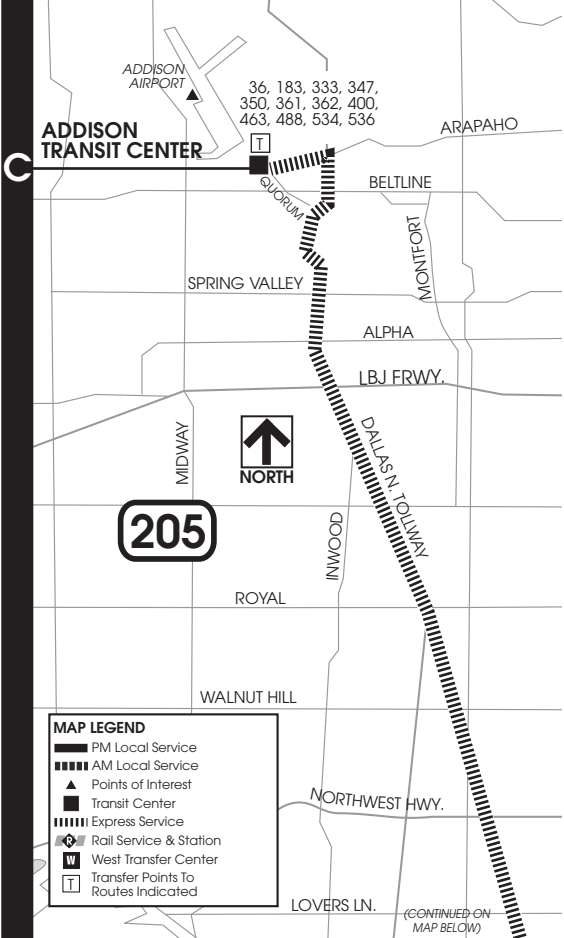 ADDISON
AIRPORT
36, 183, 333, 347,
350, 361, 362, 400,
463, 488, 534, 536
ADDISON
TRANSIT CENTER
T
ARAPAHO
C
QUORUM
BELTLINE
MONTFORT
SPRING VALLEY
ALPHA
LBJ FRWY.
MIDWAY
NORTH
DALLAS N. TOLLWAY
205
INWOOD
ROYAL
WALNUT HILL
MAP LEGEND
PM Local Service
AM Local Service
Points of Interest
Transit Center
Express Service
R Rail Service & Station
W West Transfer Center
T Transfer Points To
Routes Indicated
NORTHWEST HWY.
LOVERS LN.
(CONTINUED ON
MAP BELOW)